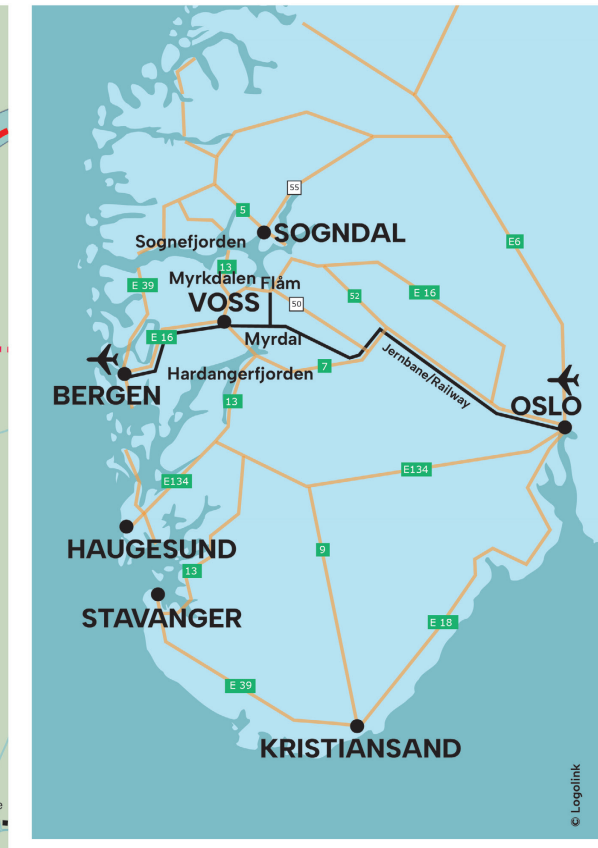 55
5
SOGNDAL
Sognefjorden
E6
13
Myrkdalen
Flåm
E 39
52
E 16
VOSS
50
E 16
Myrdal
Jernbane/Railway
7
Hardangerfjorden
BERGEN
13
OSLO
E134
E134
HAUGESUND
9
13
STAVANGER
E 18
E 39
KRISTIANSAND
© Logolink
e